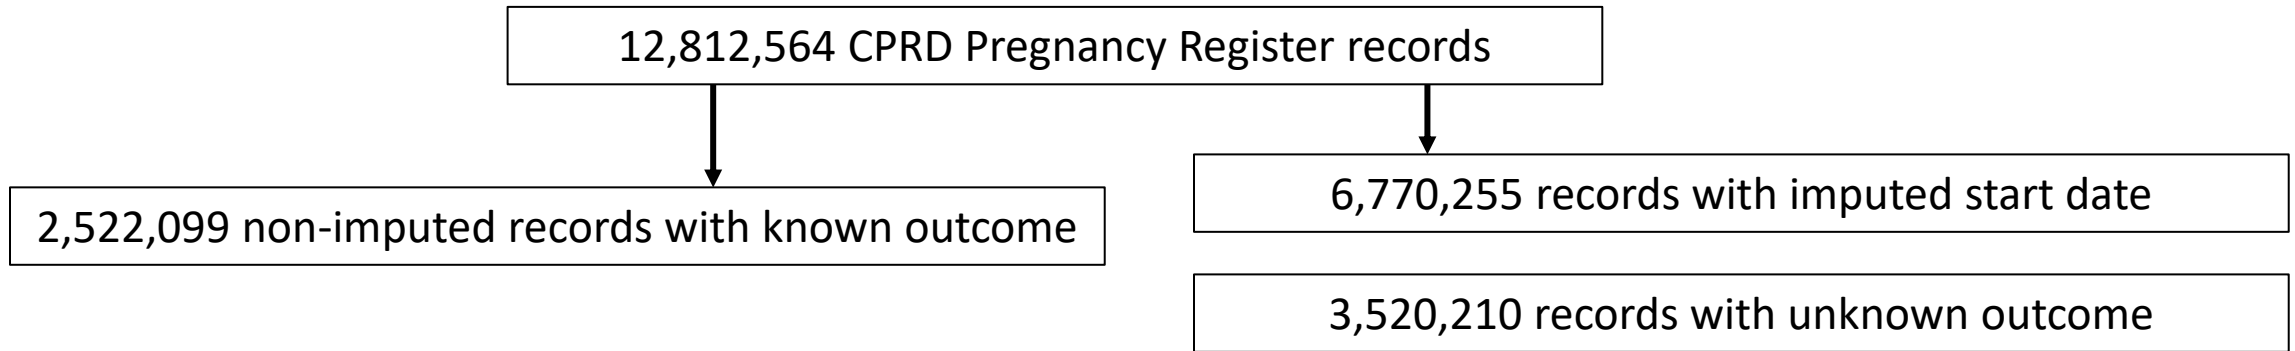 12,812,564 CPRD Pregnancy Register records
6,770,255 records with imputed start date
2,522,099 non-imputed records with known outcome
3,520,210 records with unknown outcome